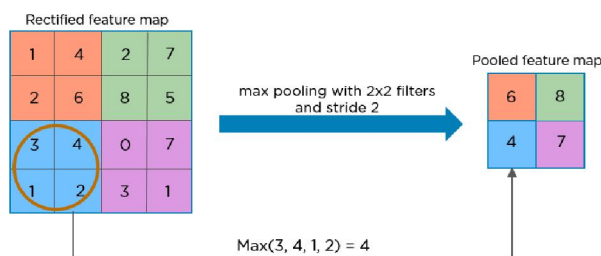 Rectified feature map
1 4 2 7
2 6 8 5
3 4 0 7
1 2 3 1
max pooling with 2x2 filters
and stride 2
Pooled feature map
6 8
4 7
Max(3, 4, 1, 2) = 4